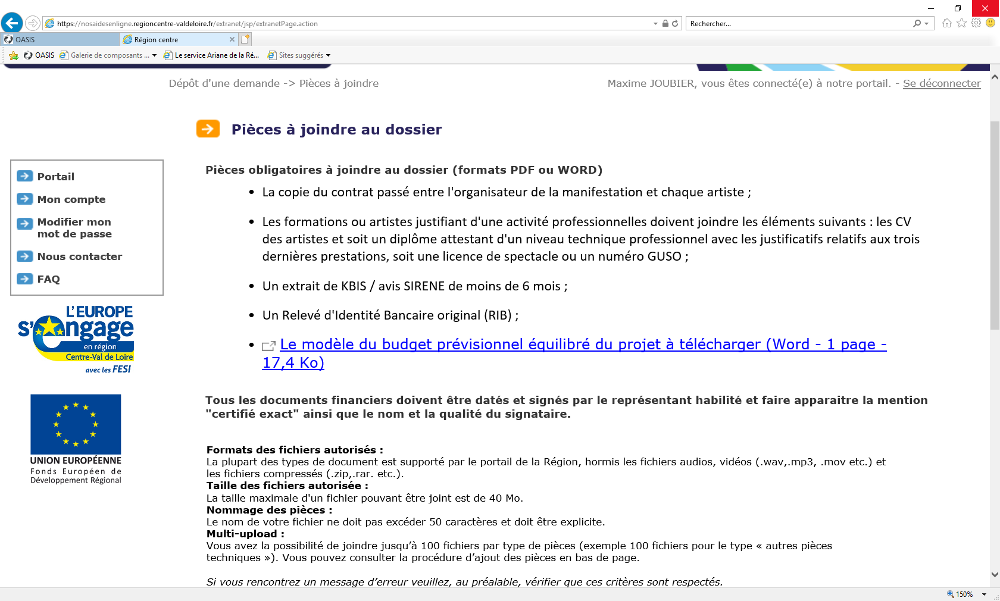 https://nosaidesenligne.regioncentre-valdeloire.fr/extranet/jsp/extranetPage.action
Rechercher...
OASIS
Région centre
OASIS
Galerie de composants ...
Le service Ariane de la Ré...
Sites suggérés
Dépôt d'une demande -> Pièces à joindre
Maxime JOUBIER, vous êtes connecté(e) à notre portail. - Se déconnecter
Pièces à joindre au dossier
Portail
Mon compte
Modifier mon
mot de passe
Nous contacter
FAQ
L'EUROPE
s'engage
en région
Centre-Val de Loire
avec les FESI
UNION EUROPÉENNE
Fonds Européen de
Développement Régional
Pièces obligatoires à joindre au dossier (formats PDF ou WORD)
• La copie du contrat passé entre l'organisateur de la manifestation et chaque artiste ;
• Les formations ou artistes justifiant d'une activité professionnelles doivent joindre les éléments suivants : les CV
des artistes et soit un diplôme attestant d'un niveau technique professionnel avec les justificatifs relatifs aux trois
dernières prestations, soit une licence de spectacle ou un numéro GUSO ;
• Un extrait de KBIS / avis SIRENE de moins de 6 mois ;
• Un Relevé d'Identité Bancaire original (RIB) ;
• Le modèle du budget prévisionnel équilibré du projet à télécharger (Word - 1 page -
17,4 Ko)
Tous les documents financiers doivent être datés et signés par le représentant habilité et faire apparaitre la mention
"certifié exact" ainsi que le nom et la qualité du signataire.
Formats des fichiers autorisés :
La plupart des types de document est supporté par le portail de la Région, hormis les fichiers audios, vidéos (.wav,.mp3, .mov etc.) et
les fichiers compressés (.zip,.rar. etc.).
Taille des fichiers autorisée :
La taille maximale d'un fichier pouvant être joint est de 40 Mo.
Nommage des pièces :
Le nom de votre fichier ne doit pas excéder 50 caractères et doit être explicite.
Multi-upload :
Vous avez la possibilité de joindre jusqu’à 100 fichiers par type de pièces (exemple 100 fichiers pour le type « autres pièces
techniques »). Vous pouvez consulter la procédure d’ajout des pièces en bas de page.
Si vous rencontrez un message d’erreur veuillez, au préalable, vérifier que ces critères sont respectés.
150%